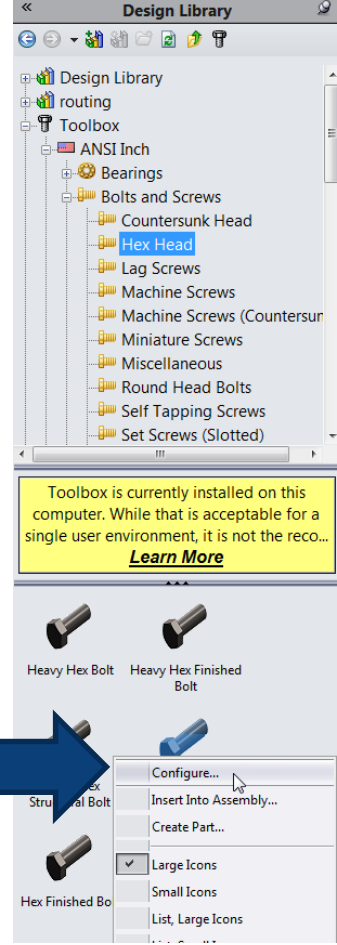 Design Library
Design Library
routing
Toolbox
ANSI Inch
Bearings
Bolts and Screws
Countersunk Head
Hex Head
Lag Screws
Machine Screws
Machine Screws (Countersun
Miniature Screws
Miscellaneous
Round Head Bolts
Self Tapping Screws
Set Screws (Slotted)
Toolbox is currently installed on this
computer. While that is acceptable for a
single user environment, it is not the reco...
Learn More
Heavy Hex Bolt
Heavy Hex Finished
Bolt
Bolt
Hex Finished Bo
Configure...
Insert Into Assembly...
Create Part...
Large Icons
Small Icons
List, Large Icons